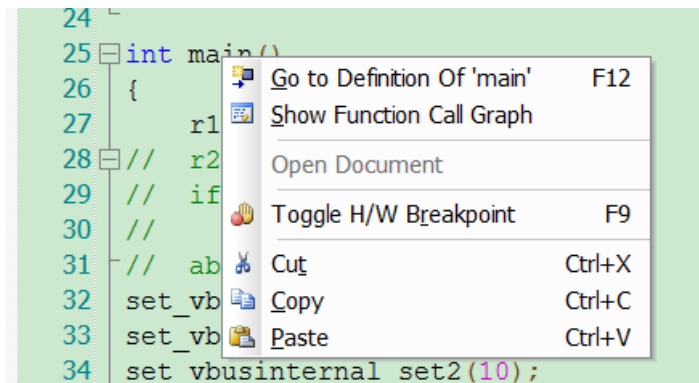 24
25 int main()
26 {
27 r1
28 // r2
29 // if
30 //
31 // ab
32 set_vb
33 set_vb
34 set_vbusinternal_set2(10);
Go to Definition Of 'main' F12
Show Function Call Graph
Open Document
Toggle H/W Breakpoint F9
Cut Ctrl+X
Copy Ctrl+C
Paste Ctrl+V